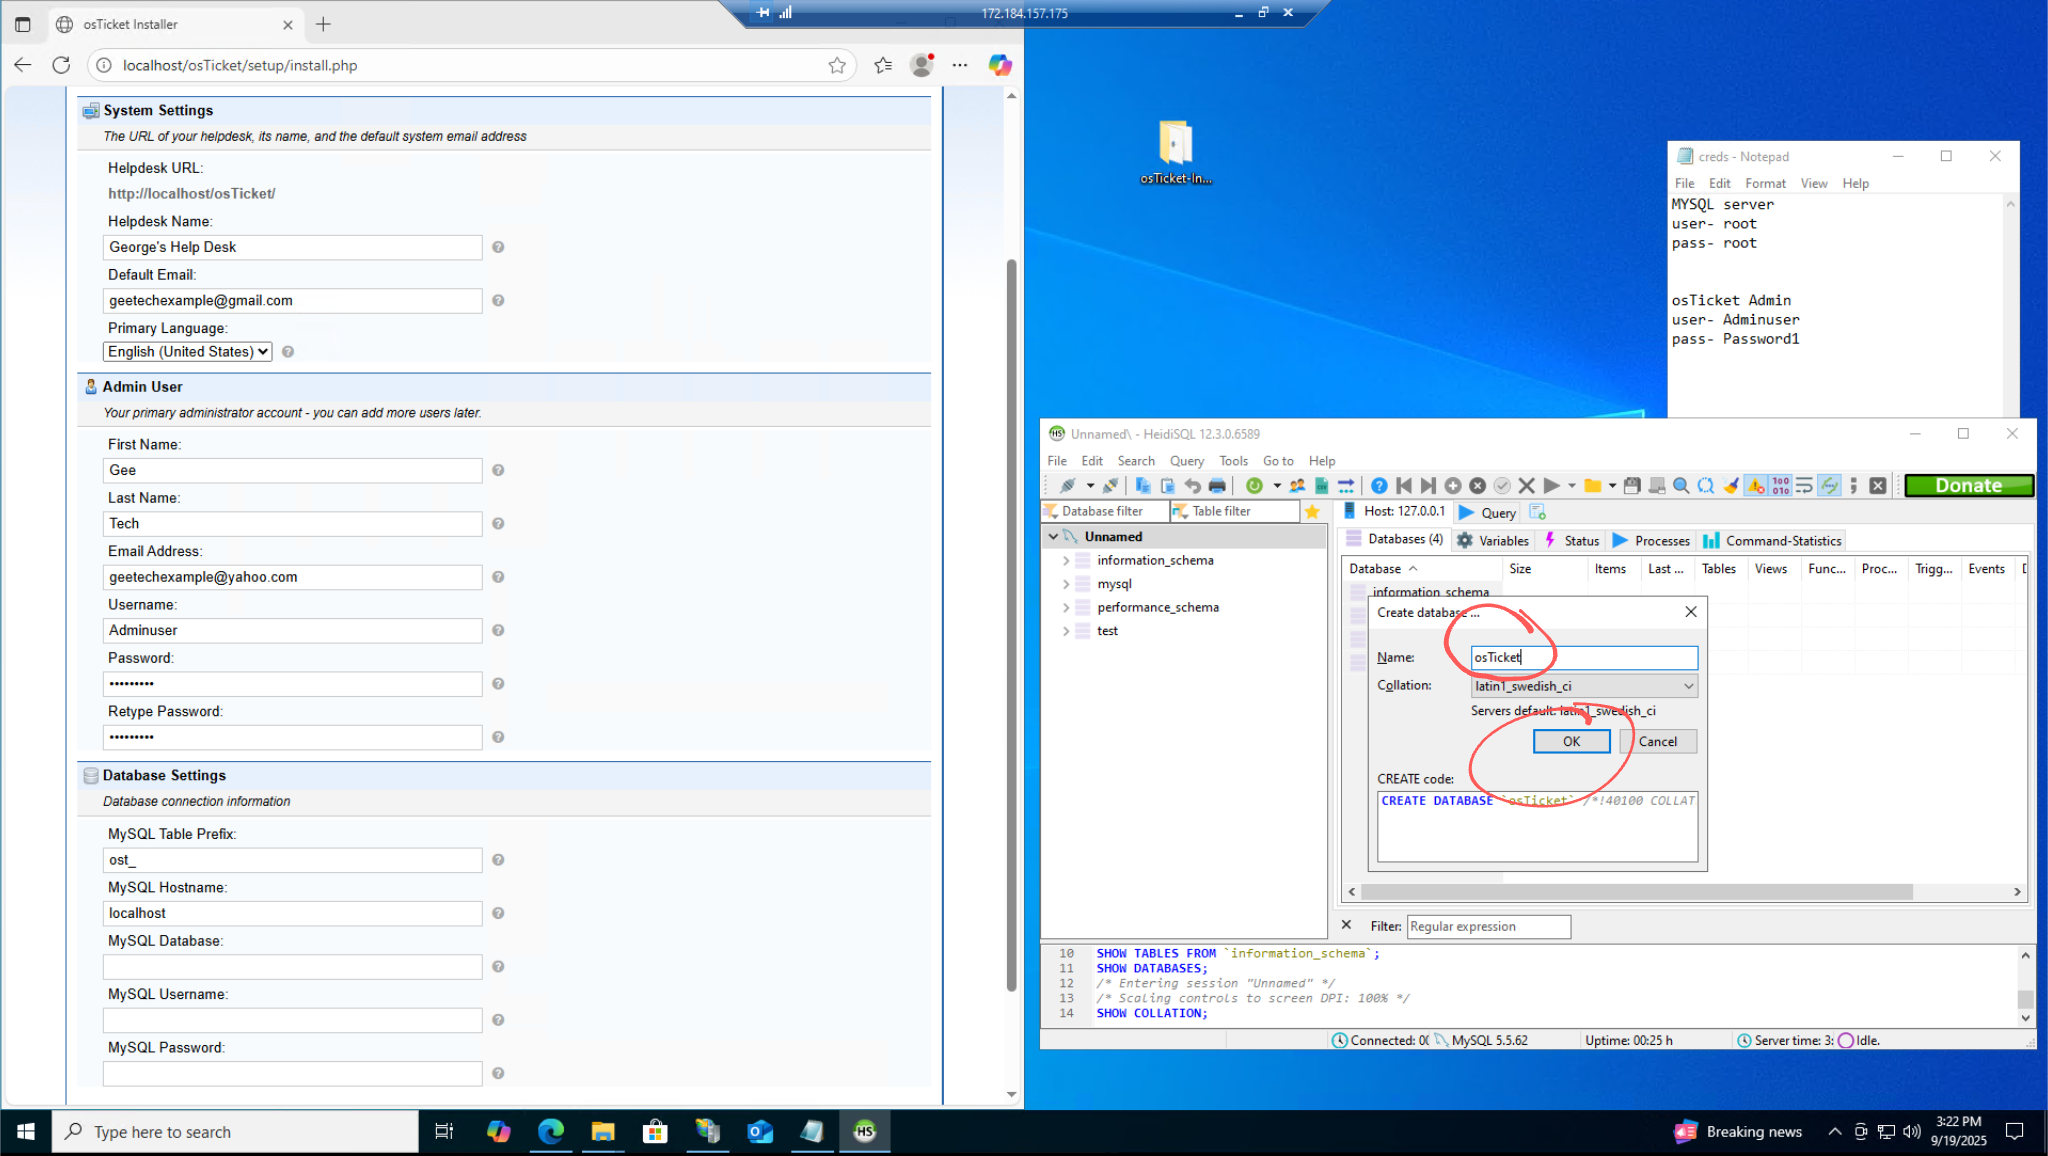 172.184.157.175
osTicket Installer
localhost/osTicket/setup/install.php
System Settings
The URL of your helpdesk, its name, and the default system email address
Helpdesk URL:
http://localhost/osTicket/
Helpdesk Name:
George's Help Desk
Default Email:
geetechexample@gmail.com
Primary Language:
English (United States)
Admin User
Your primary administrator account - you can add more users later.
First Name:
Gee
Last Name:
Tech
Email Address:
geetechexample@yahoo.com
Username:
Adminuser
Password:
•••••••••
Retype Password:
•••••••••
Database Settings
Database connection information
MySQL Table Prefix:
ost_
MySQL Hostname:
localhost
MySQL Database:
MySQL Username:
MySQL Password:
osTicket-In...
creds - Notepad
File Edit Format View Help
MYSQL server
user- root
pass- root
osTicket Admin
user- Adminuser
pass- Password1
Unnamed\ - HeidiSQL 12.3.0.6589
File Edit Search Query Tools Go to Help
Donate
Database filter Table filter
Unnamed
information_schema
mysql
performance_schema
test
Host: 127.0.0.1 Query
Databases (4) Variables Status Processes Command-Statistics
Database Size Items Last ... Tables Views Func... Proc... Trigg... Events
information_schema
Create database ...
Name: osTicket
Collation: latin1_swedish_ci
Servers default: latin1_swedish_ci
OK Cancel
CREATE code:
CREATE DATABASE `osTicket` /*!40100 COLLAT
Filter: Regular expression
10 SHOW TABLES FROM `information_schema`;
11 SHOW DATABASES;
12 /* Entering session "Unnamed" */
13 /* Scaling controls to screen DPI: 100% */
14 SHOW COLLATION;
Connected: 00 MySQL 5.5.62 Uptime: 00:25 h Server time: 3: Idle.
Type here to search
Breaking news
3:22 PM
9/19/2025